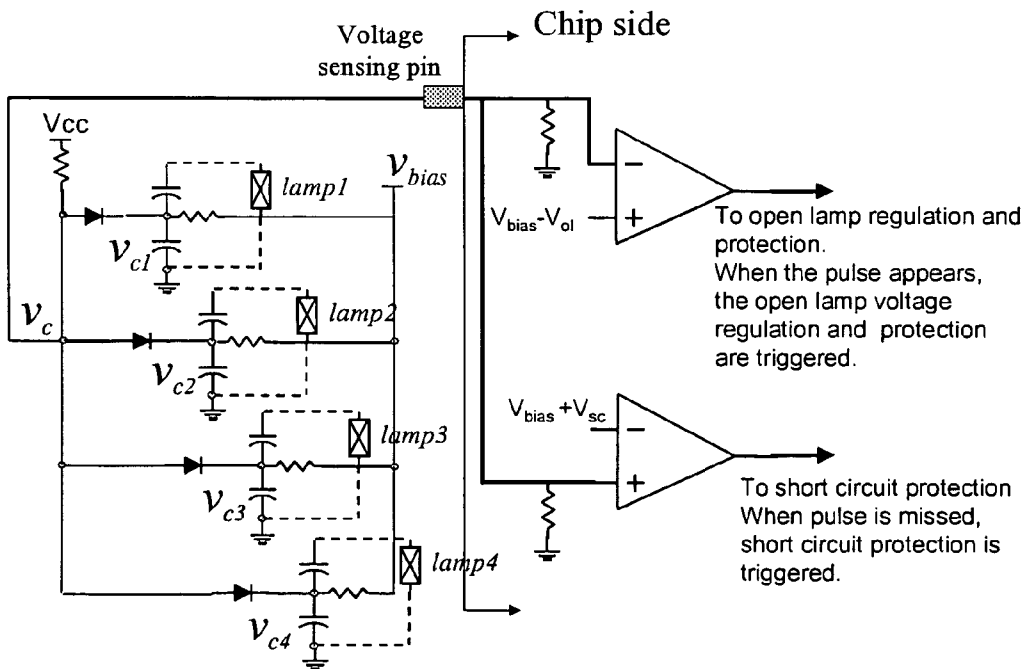 Chip side
Voltage
sensing pin
Vcc
lamp1
v_bias
v_c1
V_bias-V_ol
−
+
To open lamp regulation and
protection.
When the pulse appears,
the open lamp voltage
regulation and protection
are triggered.
v_c
lamp2
v_c2
V_bias+V_sc
−
+
lamp3
v_c3
To short circuit protection
When pulse is missed,
short circuit protection is
triggered.
lamp4
v_c4